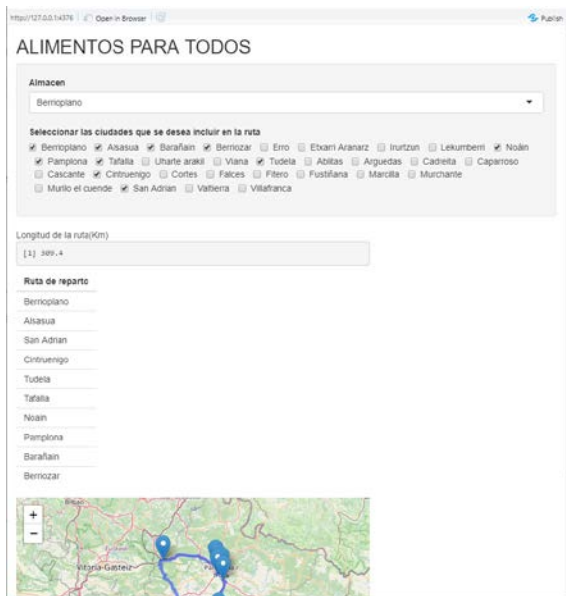 http://127.0.0.1:4376 Open in Browser Publish
ALIMENTOS PARA TODOS
Almacen
Berrioplano
Seleccionar las ciudades que se desea incluir en la ruta
Berrioplano Alsasua Barañain Berriozar Erro Etxarri Aranarz Irurtzun Lekumberri Noáin
Pamplona Tafalla Uharte arakil Viana Tudela Ablitas Arguedas Cadreita Caparroso
Cascante Cintruenigo Cortes Falces Fitero Fustiñana Marcilla Murchante
Murillo el cuende San Adrian Valtierra Villafranca
Longitud de la ruta(Km)
[1] 309.4
Ruta de reparto
Berrioplano
Alsasua
San Adrian
Cintruenigo
Tudela
Tafalla
Noain
Pamplona
Barañain
Berriozar
+
Bilbao
−
Vitoria-Gasteiz